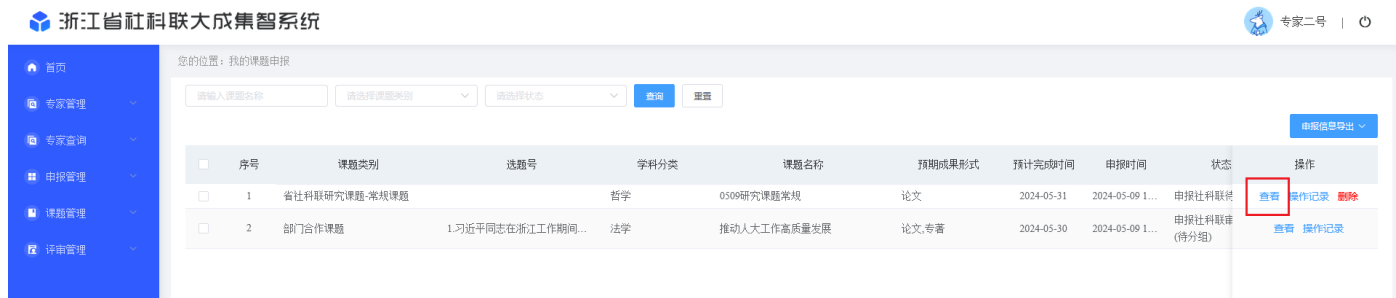 浙江省社科联大成集智系统
专家二号 |
首页
专家管理
专家查询
申报管理
课题管理
评审管理
您的位置：我的课题申报
请输入课题名称 请选择课题类别 请选择状态 查询 重置
申报信息导出
序号 课题类别 选题号 学科分类 课题名称 预期成果形式 预计完成时间 申报时间 状态 操作
1 省社科联研究课题-常规课题 哲学 0509研究课题常规 论文 2024-05-31 2024-05-09 1... 申报社科联待 查看 操作记录 删除
2 部门合作课题 1.习近平同志在浙江工作期间... 法学 推动人大工作高质量发展 论文,专著 2024-05-30 2024-05-09 1... 申报社科联审 查看 操作记录
(待分组)